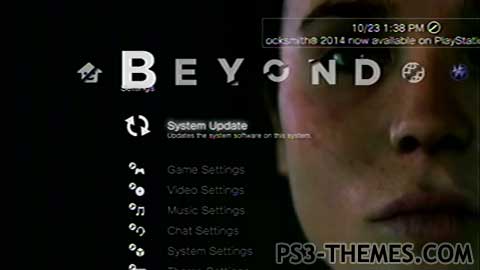 10/23 1:38 PM
ocksmith® 2014 now available on PlayStatio
BEYOND
Settings
System Update
Updates the system software on this system.
Game Settings
Video Settings
Music Settings
Chat Settings
System Settings
Theme Settings
PS3-THEMES.COM